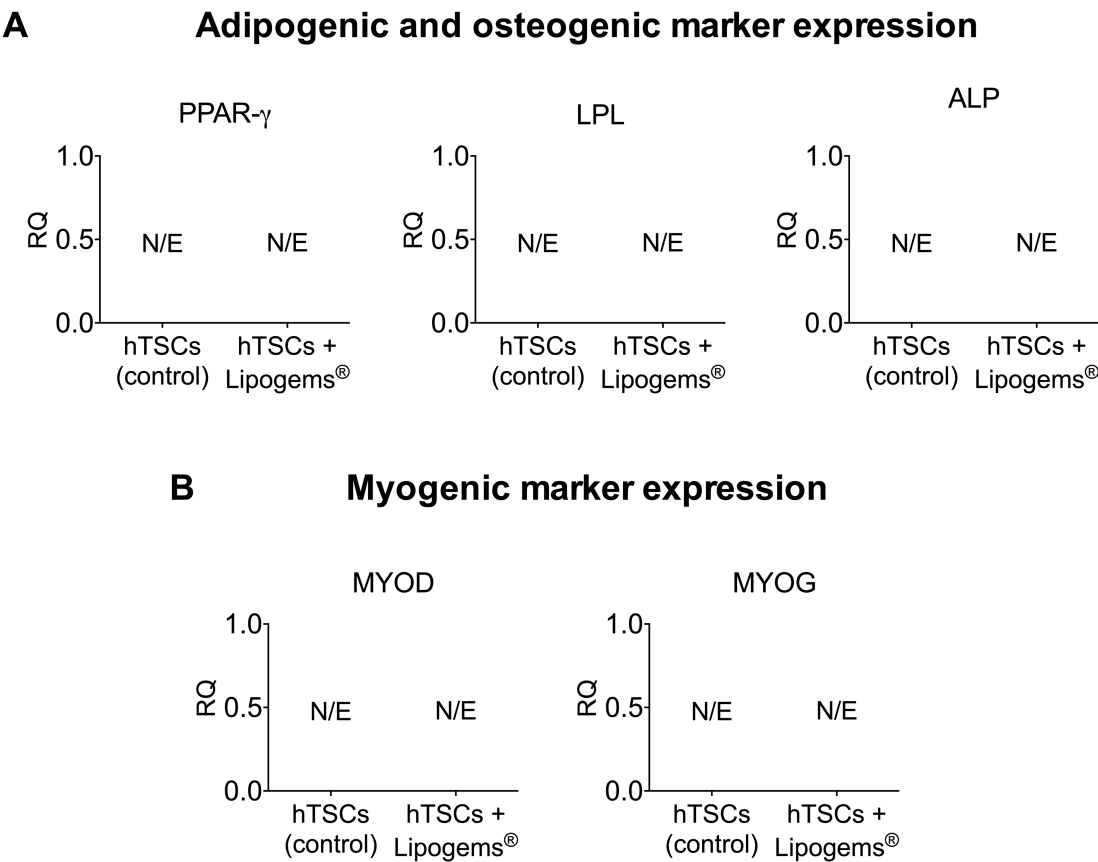 A Adipogenic and osteogenic marker expression
PPAR-γ
1.0
RQ
0.5
N/E N/E
0.0
hTSCs hTSCs +
(control) Lipogems®
LPL
1.0
RQ
0.5
N/E N/E
0.0
hTSCs hTSCs +
(control) Lipogems®
ALP
1.0
RQ
0.5
N/E N/E
0.0
hTSCs hTSCs +
(control) Lipogems®
B Myogenic marker expression
MYOD
1.0
RQ
0.5
N/E N/E
0.0
hTSCs hTSCs +
(control) Lipogems®
MYOG
1.0
RQ
0.5
N/E N/E
0.0
hTSCs hTSCs +
(control) Lipogems®